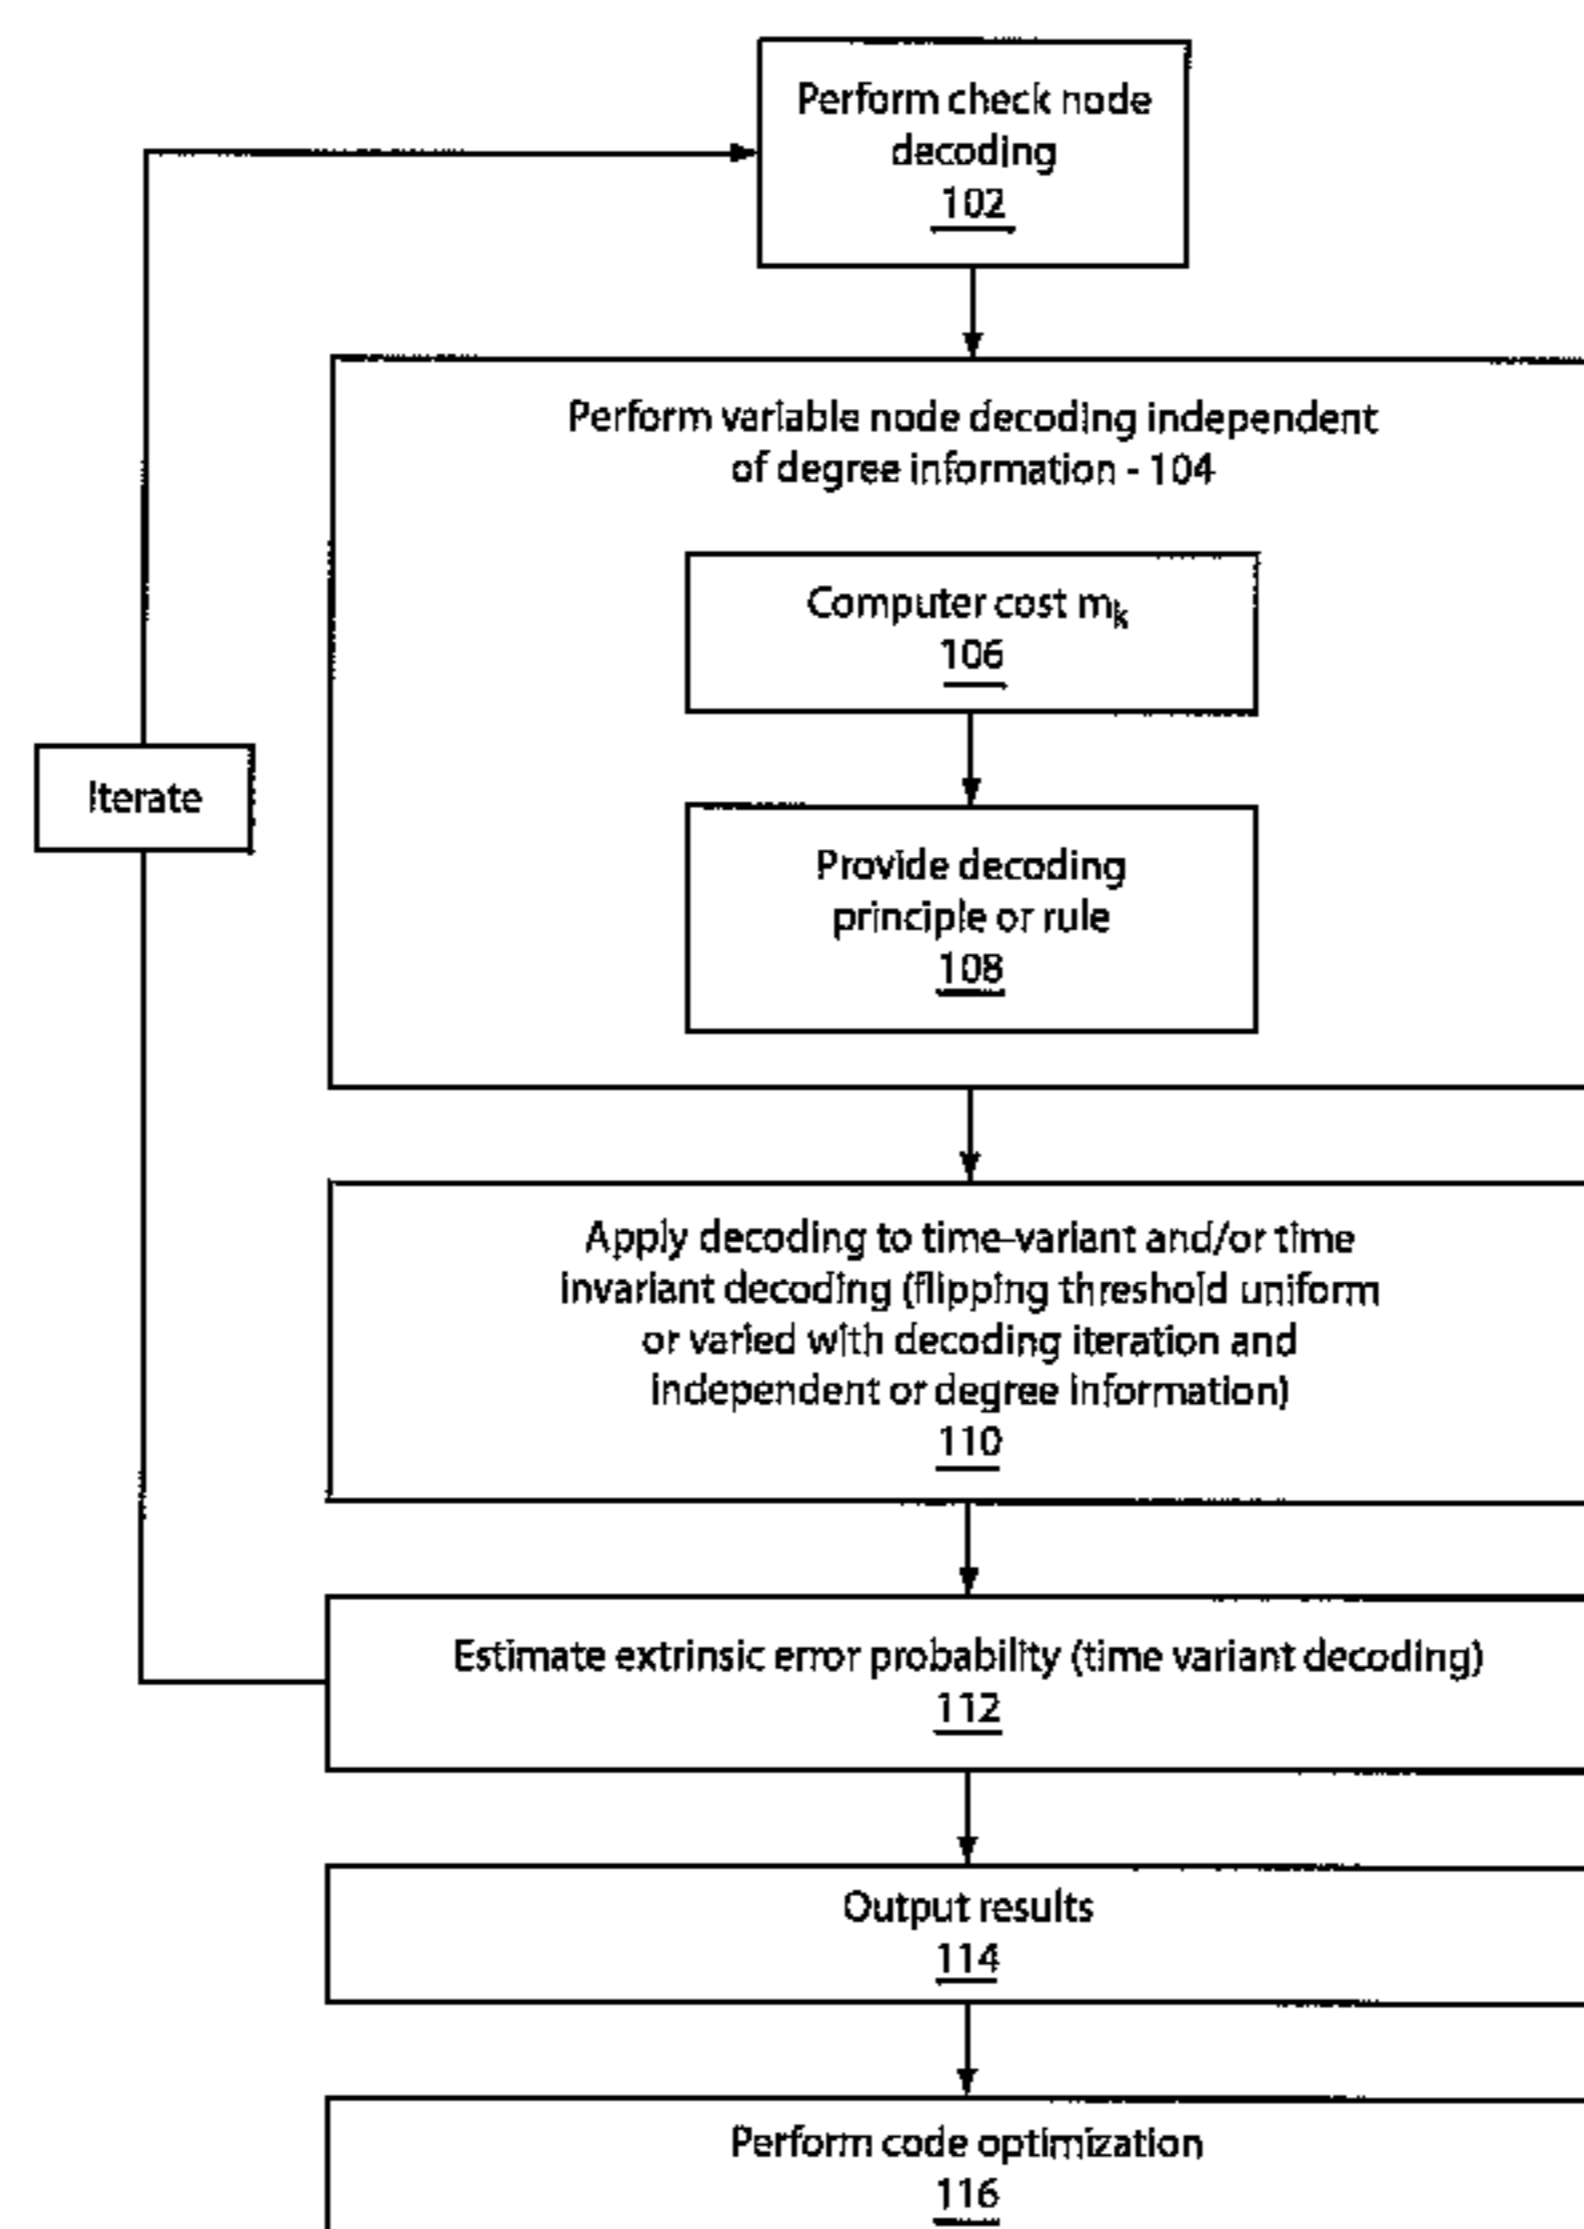 Perform check node
decoding
102
Perform variable node decoding independent
of degree information - 104
Computer cost mk
106
Iterate
Provide decoding
principle or rule
108
Apply decoding to time-variant and/or time
invariant decoding (flipping threshold uniform
or varied with decoding iteration and
independent or degree information)
110
Estimate extrinsic error probability (time variant decoding)
112
Output results
114
Perform code optimization
116